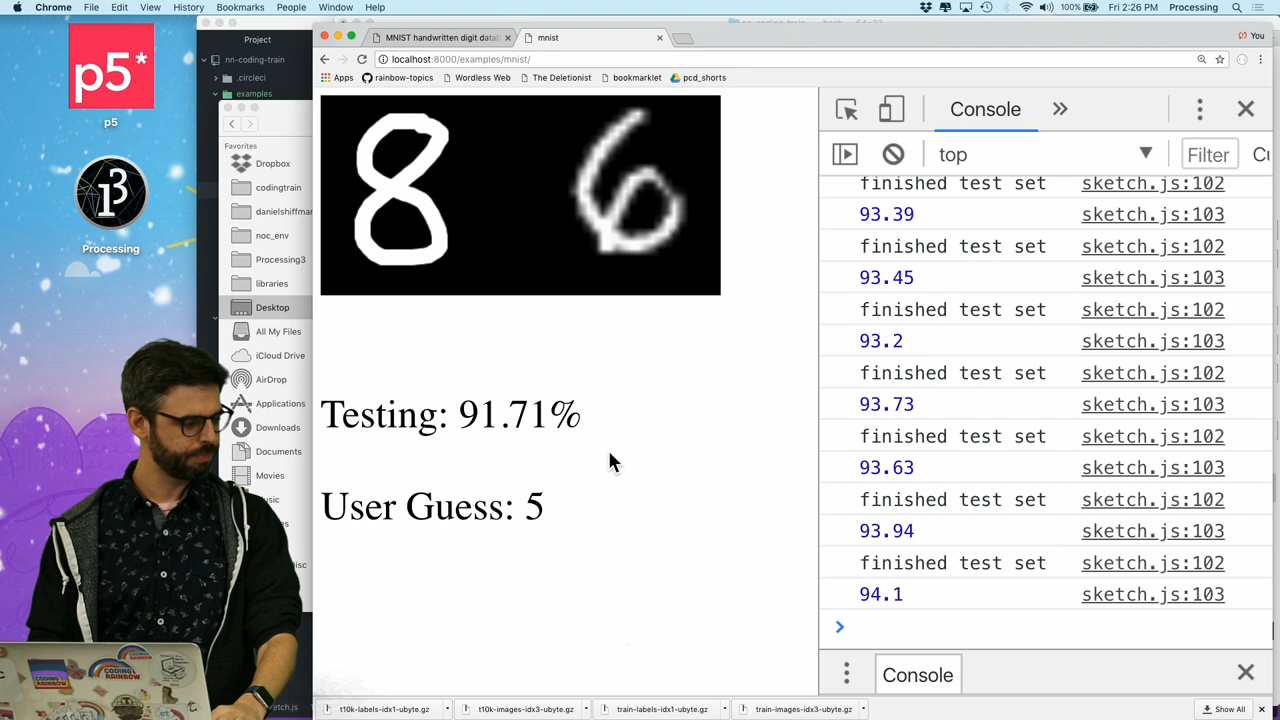 Chrome File Edit View History Bookmarks People Window Help
100% Fri 2:26 PM Processing
p5*
p5
Processing
Project
nn-coding-train
.circleci
examples
Favorites
Dropbox
codingtrain
danielshiffmar
noc_env
Processing3
libraries
Desktop
All My Files
iCloud Drive
AirDrop
Applications
Downloads
Documents
Movies
MNIST handwritten digit datab
mnist
You
localhost:8000/examples/mnist/
Apps rainbow-topics Wordless Web The Deletionist bookmarklet pcd_shorts
8 6
Testing: 91.71%
User Guess: 5
Console
top
Filter
finished test set sketch.js:102
93.39 sketch.js:103
finished test set sketch.js:102
93.45 sketch.js:103
finished test set sketch.js:102
93.2 sketch.js:103
finished test set sketch.js:102
93.73 sketch.js:103
finished test set sketch.js:102
93.63 sketch.js:103
finished test set sketch.js:102
93.94 sketch.js:103
finished test set sketch.js:102
94.1 sketch.js:103
Console
CODING RAINBOW
t10k-labels-idx1-ubyte.gz t10k-images-idx3-ubyte.gz train-labels-idx1-ubyte.gz train-images-idx3-ubyte.gz Show All